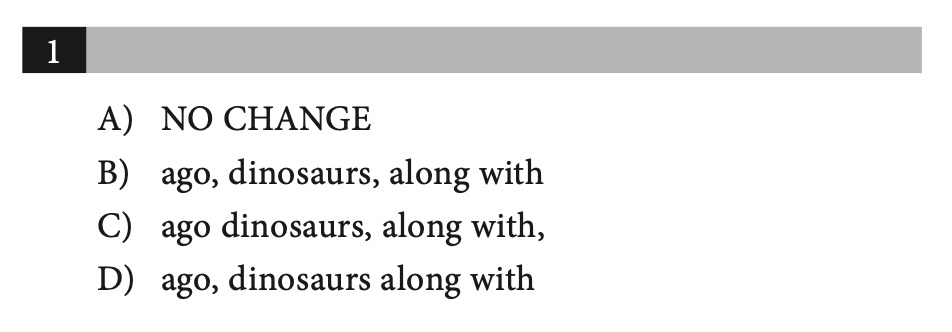 1
A) NO CHANGE
B) ago, dinosaurs, along with
C) ago dinosaurs, along with,
D) ago, dinosaurs along with